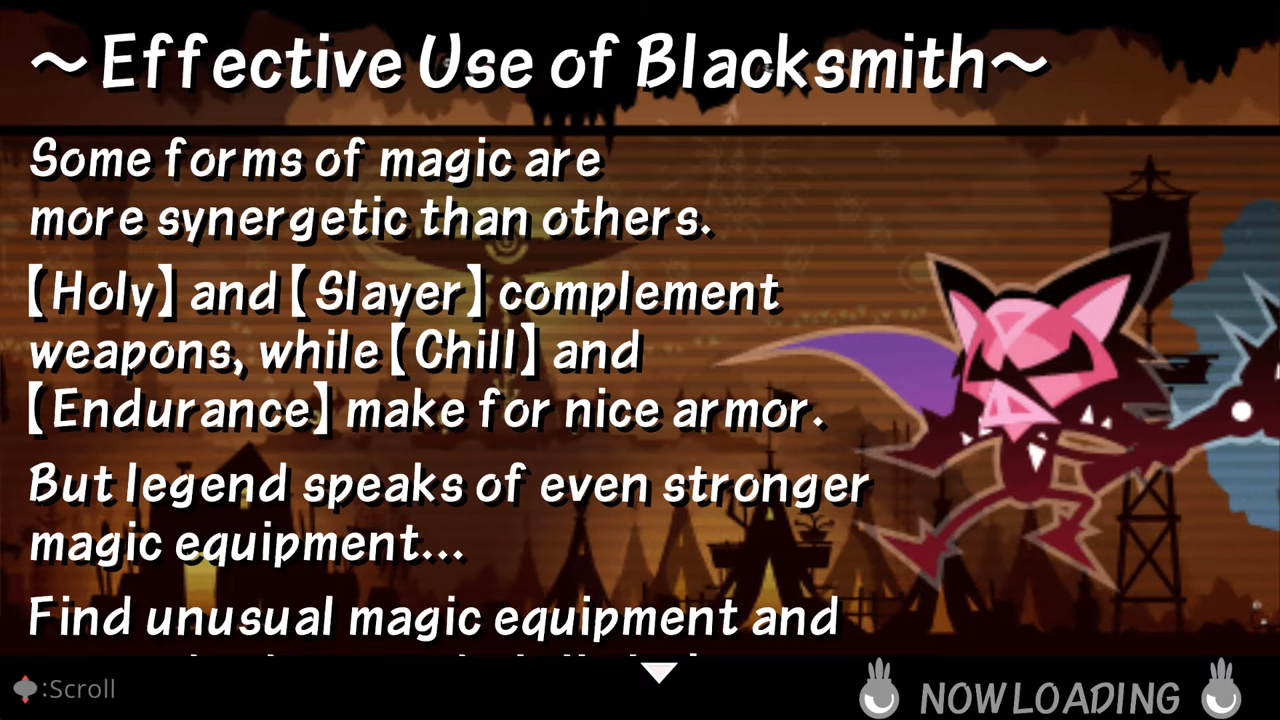 ～Effective Use of Blacksmith～
Some forms of magic are
more synergetic than others.
【Holy】 and 【Slayer】 complement
weapons, while 【Chill】 and
【Endurance】 make for nice armor.
But legend speaks of even stronger
magic equipment...
Find unusual magic equipment and
:Scroll
NOW LOADING